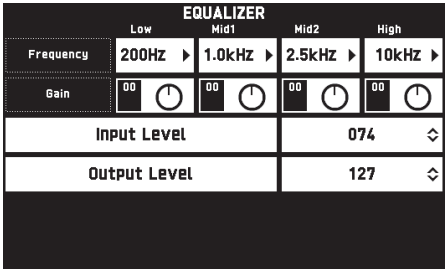 EQUALIZER
Low Mid1 Mid2 High
Frequency 200Hz 1.0kHz 2.5kHz 10kHz
Gain 00 00 00 00
Input Level 074
Output Level 127